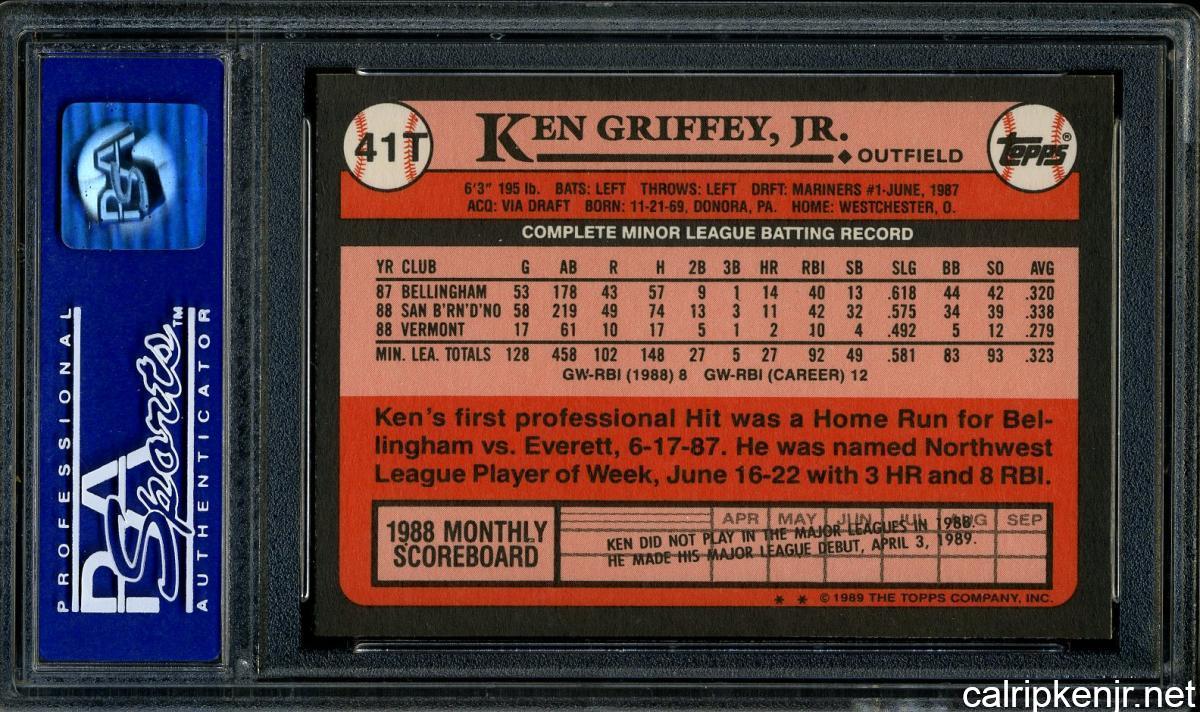 PSA
PROFESSIONAL
PSA Sports™
AUTHENTICATOR
41T
KEN GRIFFEY, JR.
◆ OUTFIELD
TOPPS®
6'3" 195 lb. BATS: LEFT THROWS: LEFT DRFT: MARINERS #1-JUNE, 1987
ACQ: VIA DRAFT BORN: 11-21-69, DONORA, PA. HOME: WESTCHESTER, O.
COMPLETE MINOR LEAGUE BATTING RECORD
YR CLUB G AB R H 2B 3B HR RBI SB SLG BB SO AVG
87 BELLINGHAM 53 178 43 57 9 1 14 40 13 .618 44 42 .320
88 SAN B'RN'D'NO 58 219 49 74 13 3 11 42 32 .575 34 39 .338
88 VERMONT 17 61 10 17 5 1 2 10 4 .492 5 12 .279
MIN. LEA. TOTALS 128 458 102 148 27 5 27 92 49 .581 83 93 .323
GW-RBI (1988) 8 GW-RBI (CAREER) 12
Ken's first professional Hit was a Home Run for Bel-
lingham vs. Everett, 6-17-87. He was named Northwest
League Player of Week, June 16-22 with 3 HR and 8 RBI.
1988 MONTHLY
SCOREBOARD
APR MAY JUN JUL AUG SEP
KEN DID NOT PLAY IN THE MAJOR LEAGUES IN 1988.
HE MADE HIS MAJOR LEAGUE DEBUT, APRIL 3, 1989.
* * © 1989 THE TOPPS COMPANY, INC.
calripkenjr.net